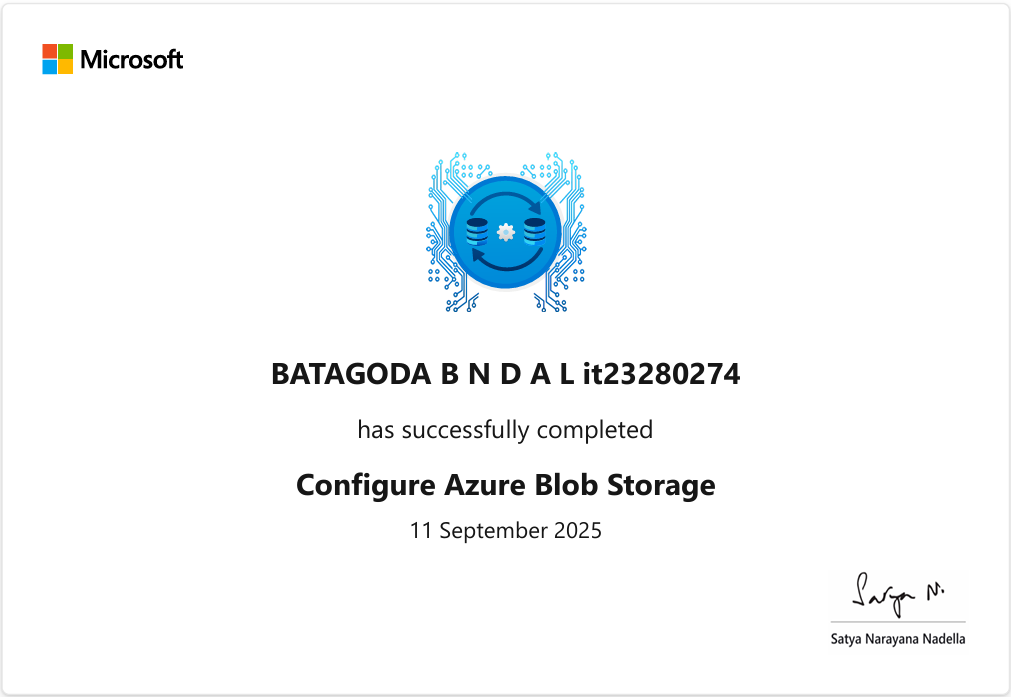 Microsoft
BATAGODA B N D A L it23280274
has successfully completed
Configure Azure Blob Storage
11 September 2025
Satya N.
Satya Narayana Nadella